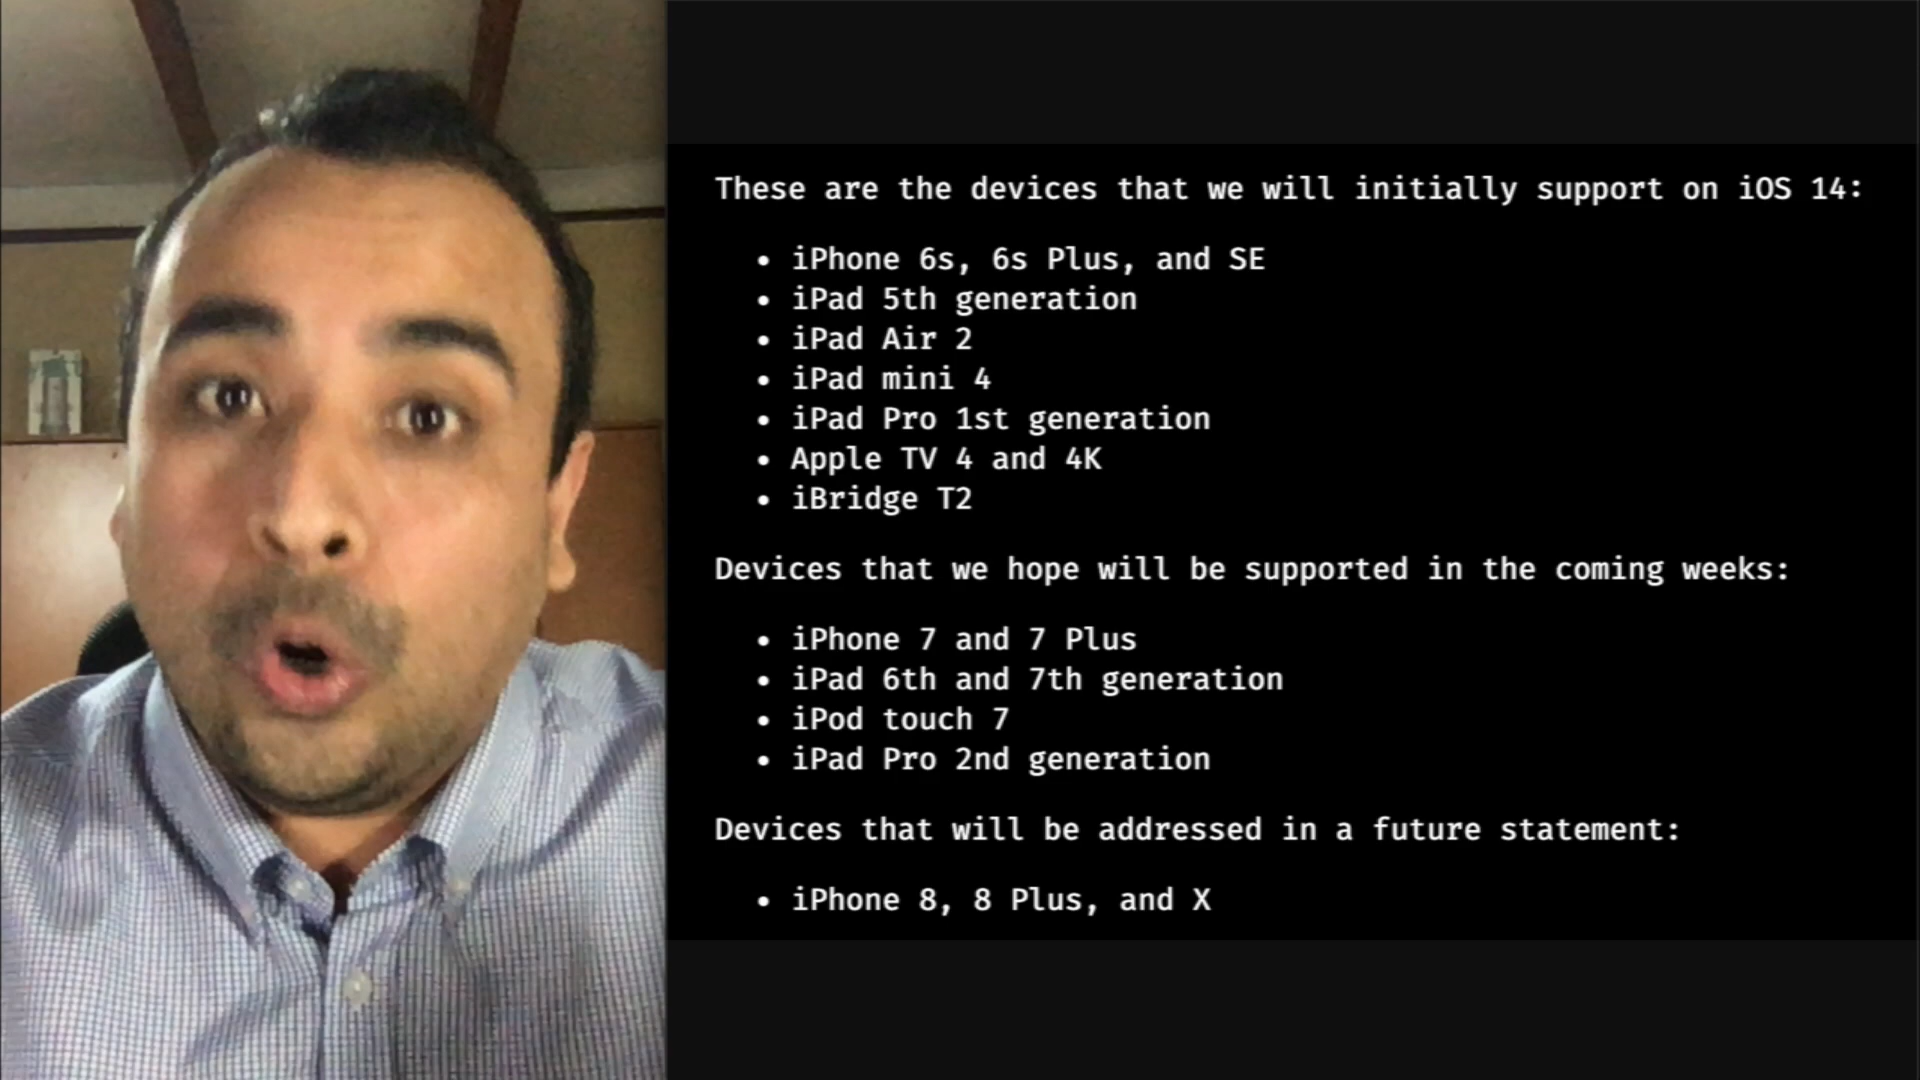 These are the devices that we will initially support on iOS 14:
• iPhone 6s, 6s Plus, and SE
• iPad 5th generation
• iPad Air 2
• iPad mini 4
• iPad Pro 1st generation
• Apple TV 4 and 4K
• iBridge T2
Devices that we hope will be supported in the coming weeks:
• iPhone 7 and 7 Plus
• iPad 6th and 7th generation
• iPod touch 7
• iPad Pro 2nd generation
Devices that will be addressed in a future statement:
• iPhone 8, 8 Plus, and X